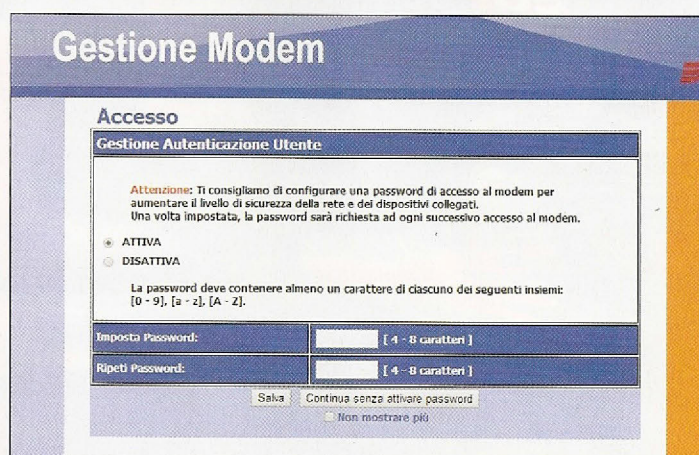 Gestione Modem
Accesso
Gestione Autenticazione Utente
Attenzione: Ti consigliamo di configurare una password di accesso al modem per
aumentare il livello di sicurezza della rete e dei dispositivi collegati.
Una volta impostata, la password sarà richiesta ad ogni successivo accesso al modem.
ATTIVA
DISATTIVA
La password deve contenere almeno un carattere di ciascuno dei seguenti insiemi:
[0 - 9], [a - z], [A - Z].
Imposta Password: [ 4 - 8 caratteri ]
Ripeti Password: [ 4 - 8 caratteri ]
Salva Continua senza attivare password
Non mostrare più